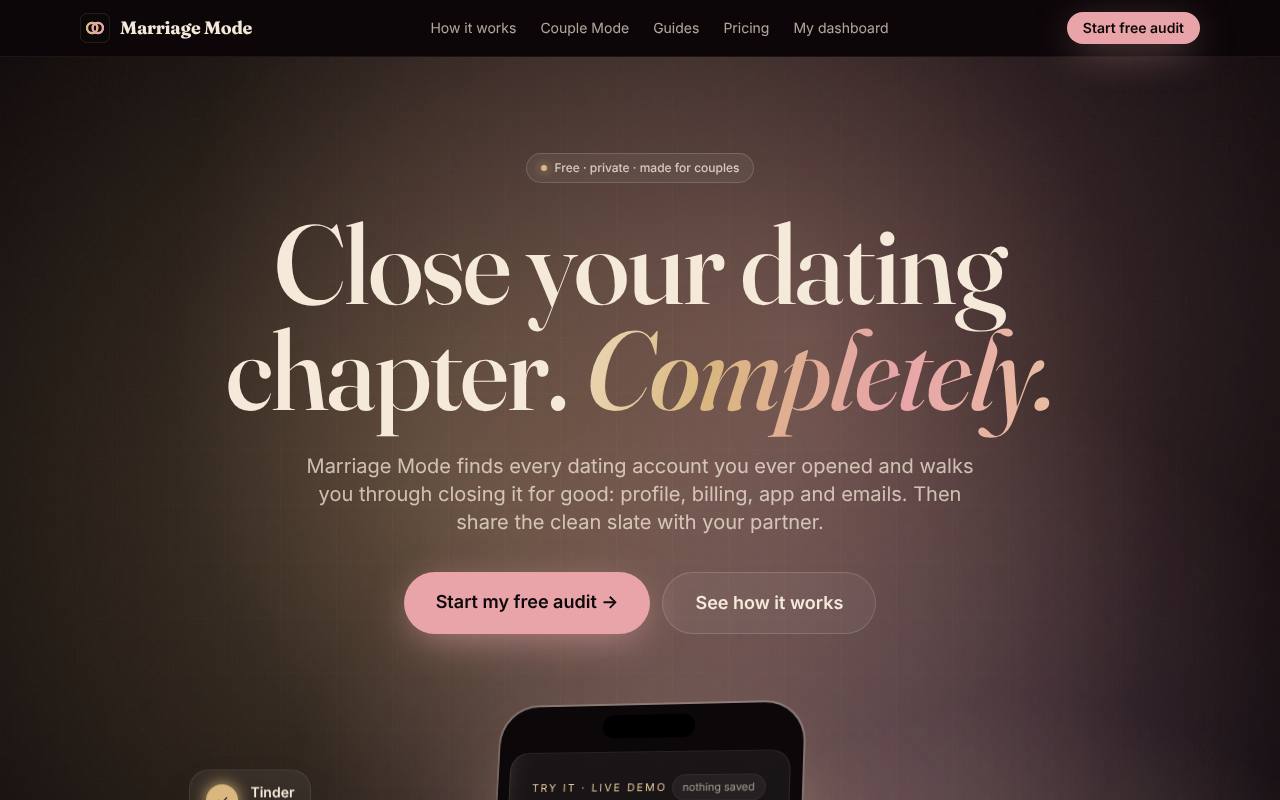 Marriage Mode
How it works
Couple Mode
Guides
Pricing
My dashboard
Start free audit
Free · private · made for couples
Close your dating
chapter. Completely.
Marriage Mode finds every dating account you ever opened and walks
you through closing it for good: profile, billing, app and emails. Then
share the clean slate with your partner.
Start my free audit →
See how it works
TRY IT · LIVE DEMO
nothing saved
Tinder